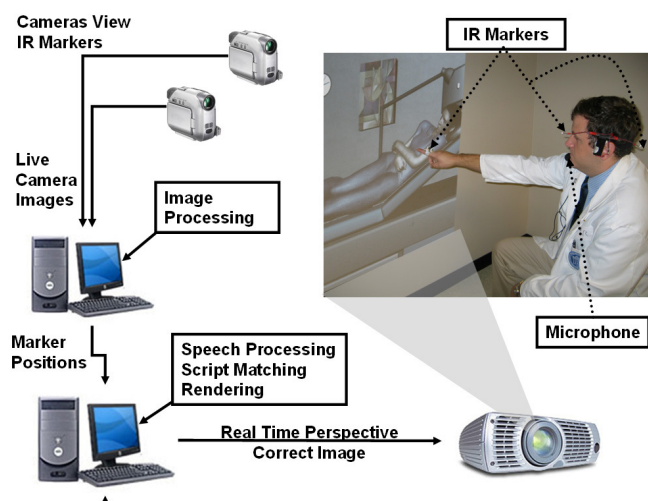 Cameras View
IR Markers
IR Markers
Live
Camera
Images
Image
Processing
Microphone
Marker
Positions
Speech Processing
Script Matching
Rendering
Real Time Perspective
Correct Image